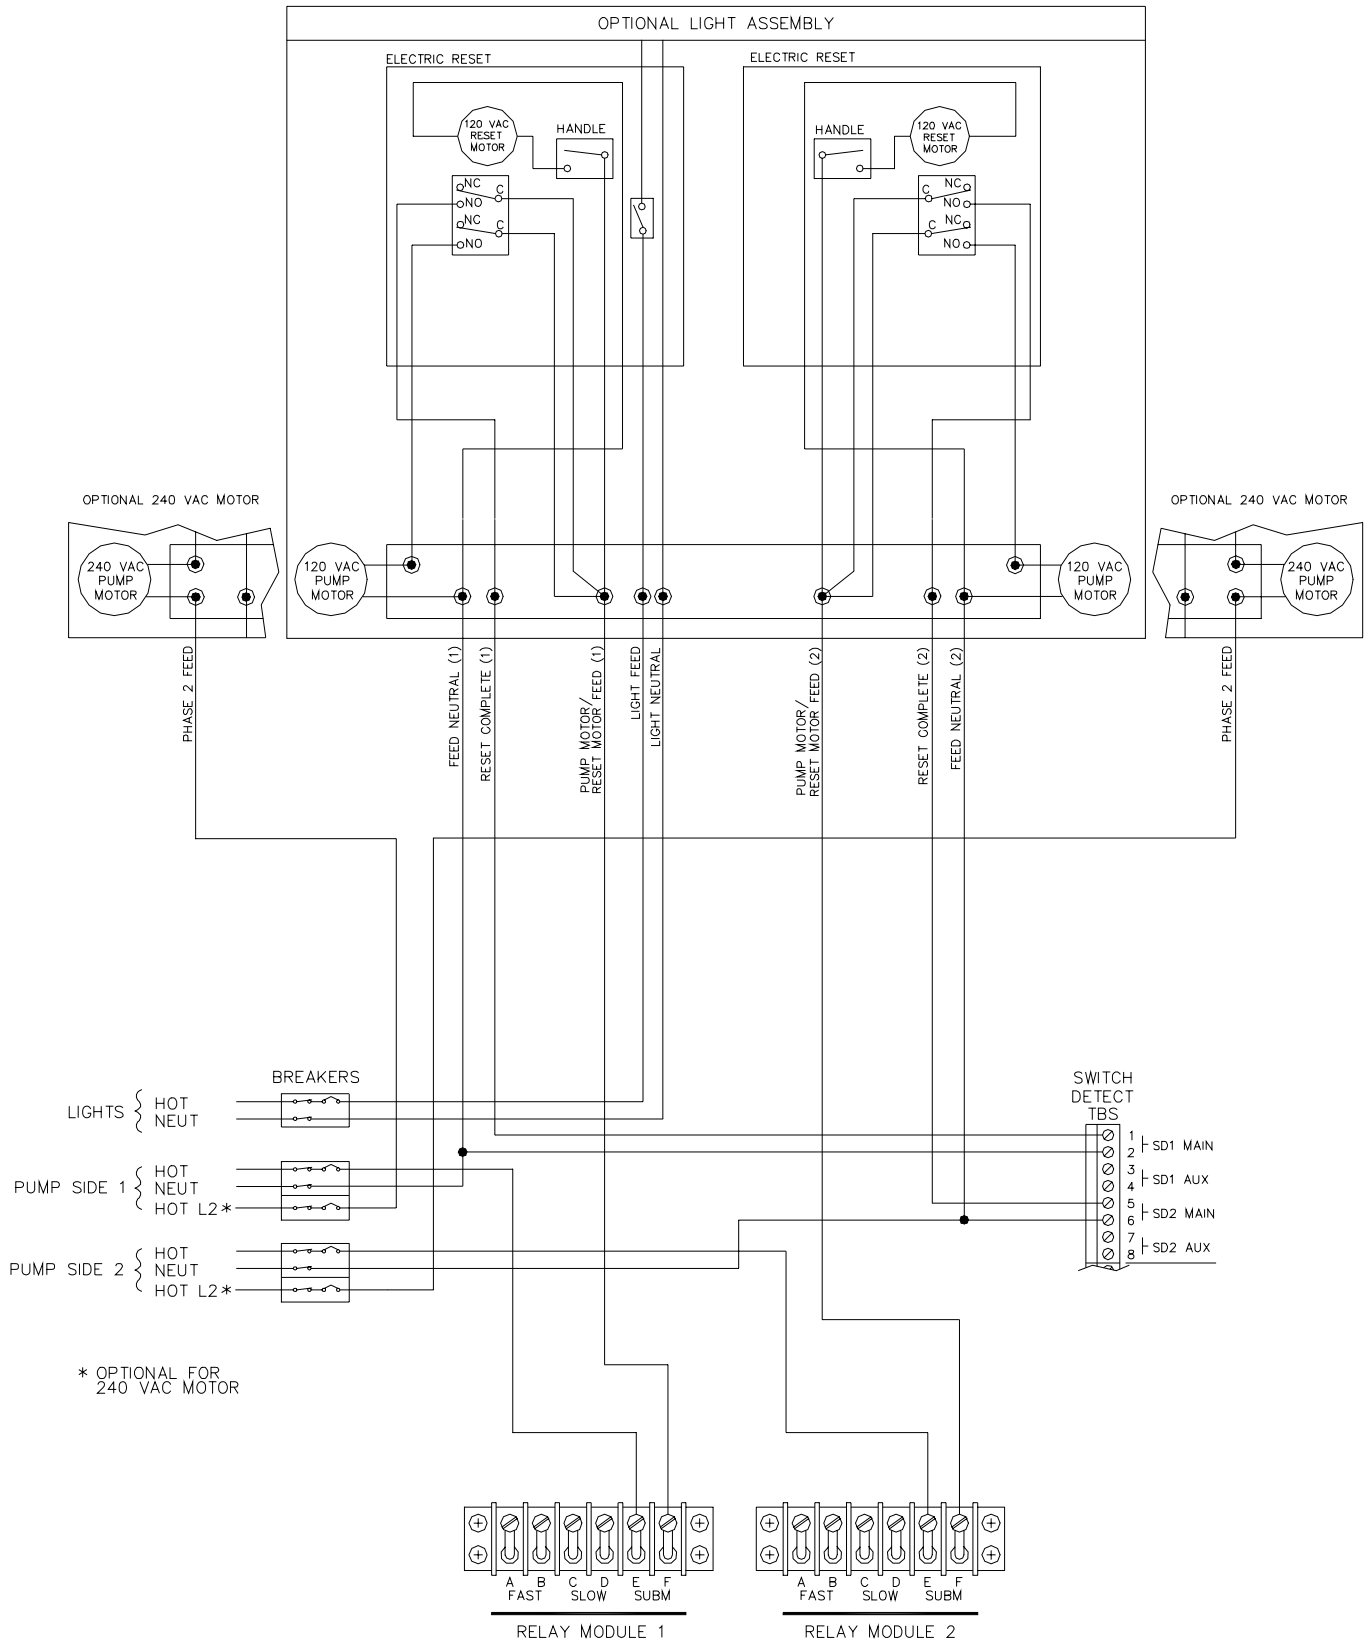 OPTIONAL LIGHT ASSEMBLY
ELECTRIC RESET
ELECTRIC RESET
120 VAC
RESET
MOTOR
HANDLE
HANDLE
120 VAC
RESET
MOTOR
NC
C
NO
NC
C
NO
NC
C
NO
NC
C
NO
OPTIONAL 240 VAC MOTOR
OPTIONAL 240 VAC MOTOR
240 VAC
PUMP
MOTOR
120 VAC
PUMP
MOTOR
120 VAC
PUMP
MOTOR
240 VAC
PUMP
MOTOR
PHASE 2 FEED
FEED NEUTRAL (1)
RESET COMPLETE (1)
PUMP MOTOR/
RESET MOTOR FEED (1)
LIGHT FEED
LIGHT NEUTRAL
PUMP MOTOR/
RESET MOTOR FEED (2)
RESET COMPLETE (2)
FEED NEUTRAL (2)
PHASE 2 FEED
BREAKERS
LIGHTS
HOT
NEUT
PUMP SIDE 1
HOT
NEUT
HOT L2*
PUMP SIDE 2
HOT
NEUT
HOT L2*
SWITCH
DETECT
TBS
1
2
SD1 MAIN
3
4
SD1 AUX
5
6
SD2 MAIN
7
8
SD2 AUX
* OPTIONAL FOR
240 VAC MOTOR
A B C D E F
FAST SLOW SUBM
RELAY MODULE 1
A B C D E F
FAST SLOW SUBM
RELAY MODULE 2